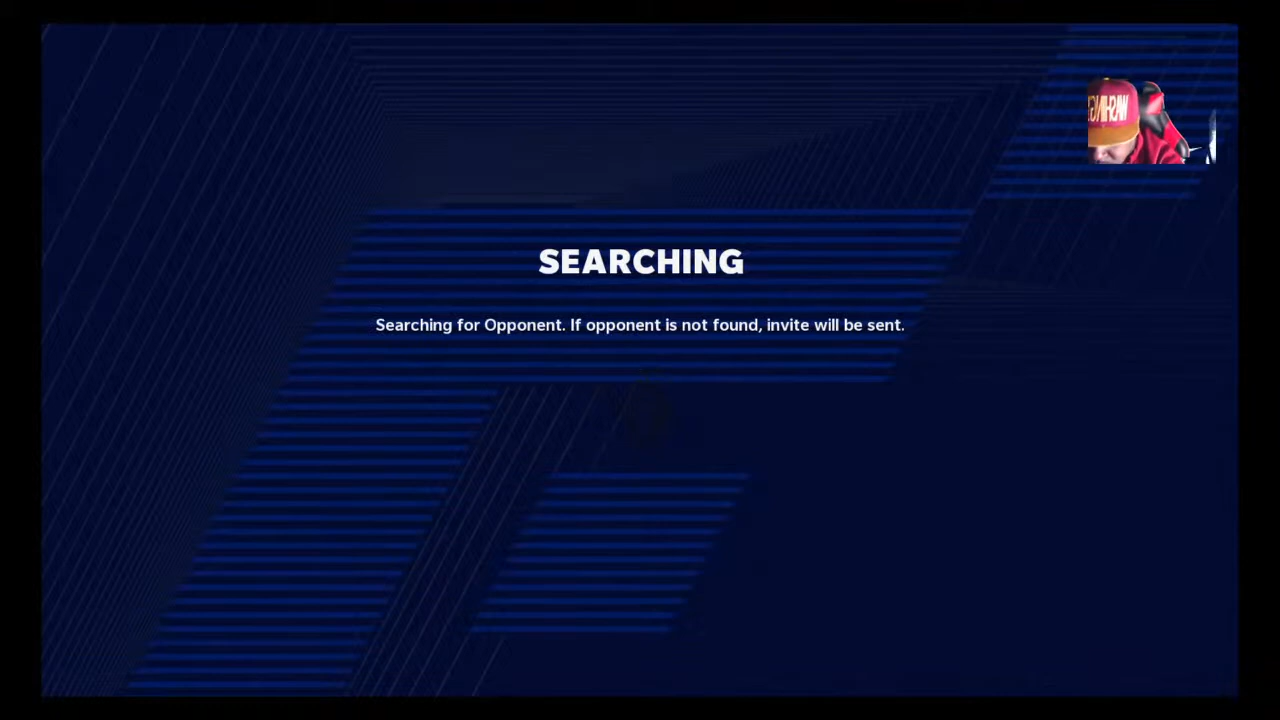 SEARCHING
Searching for Opponent. If opponent is not found, invite will be sent.